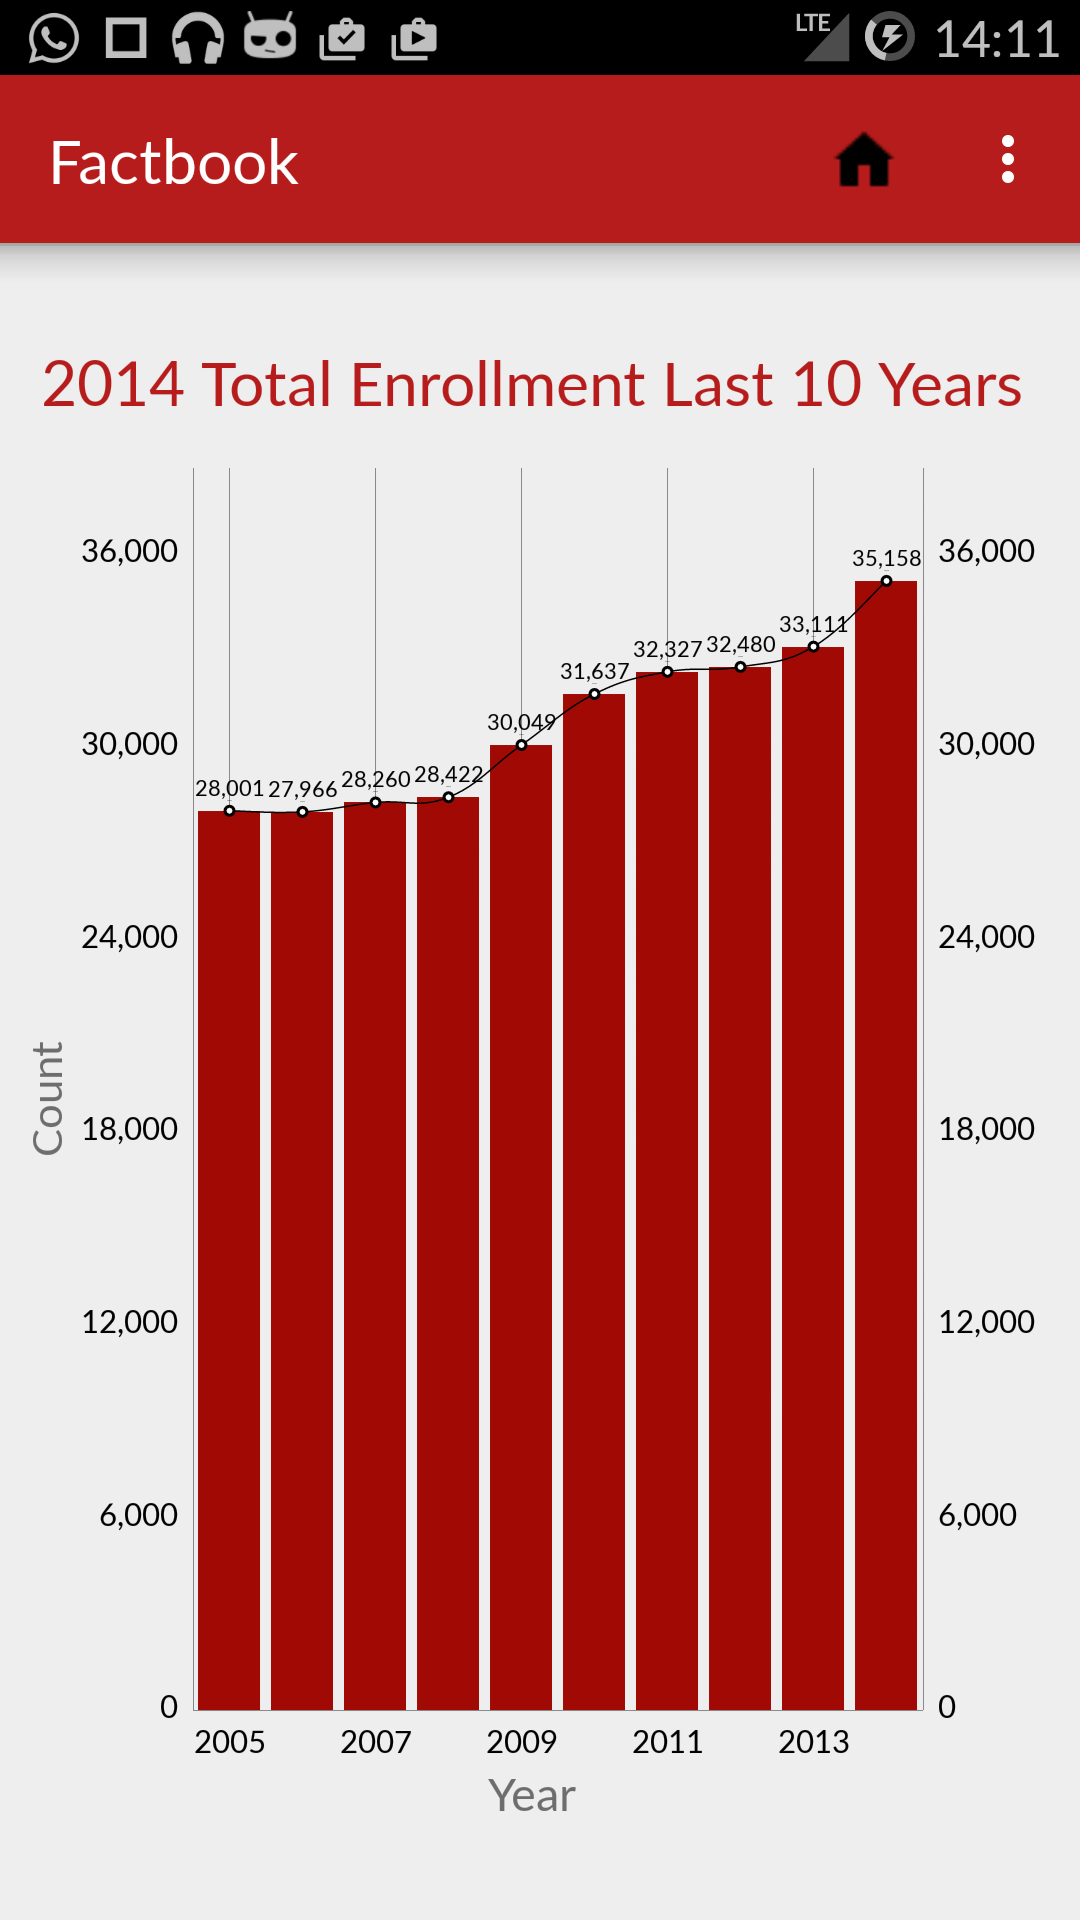 LTE 14:11
Factbook
2014 Total Enrollment Last 10 Years
36,000 35,158 36,000
33,111
32,327 32,480
31,637
30,049
30,000 30,000
28,001 27,966 28,260 28,422
24,000 24,000
Count
18,000 18,000
12,000 12,000
6,000 6,000
0 0
2005 2007 2009 2011 2013
Year